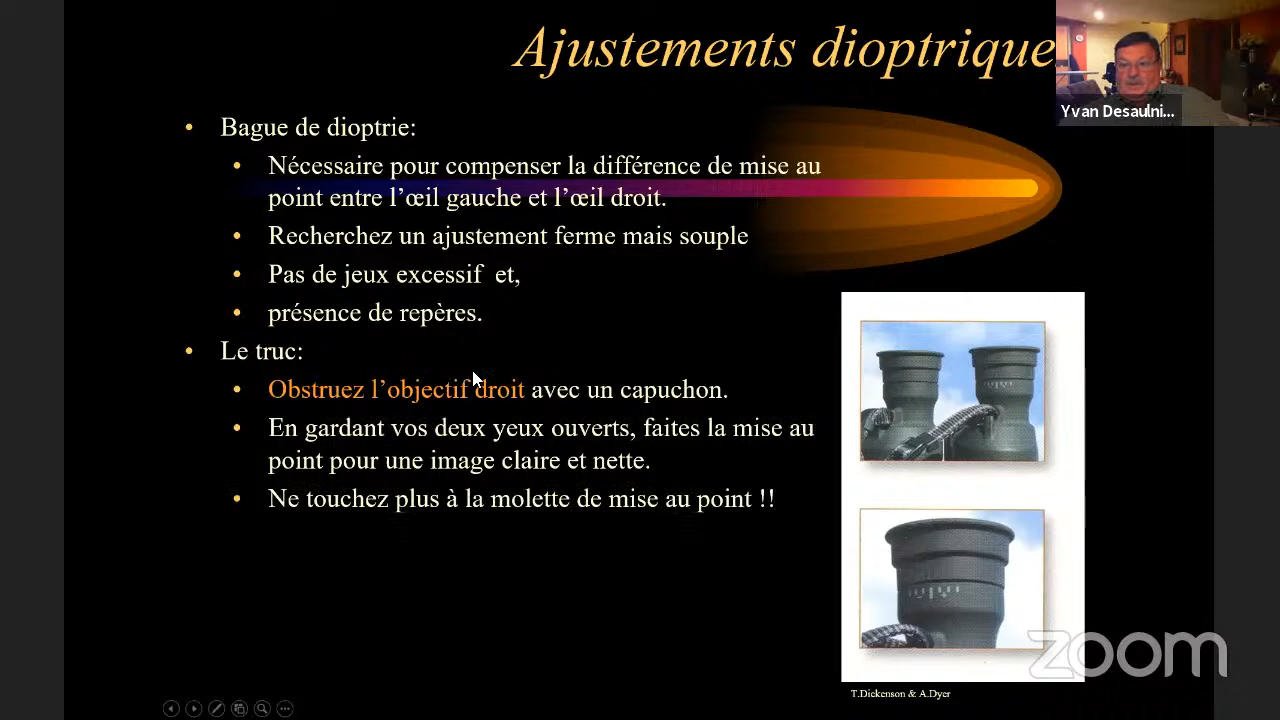 Ajustements dioptrique
Yvan Desaulni...
• Bague de dioptrie:
• Nécessaire pour compenser la différence de mise au
point entre l’œil gauche et l’œil droit.
• Recherchez un ajustement ferme mais souple
• Pas de jeux excessif et,
• présence de repères.
• Le truc:
• Obstruez l’objectif droit avec un capuchon.
• En gardant vos deux yeux ouverts, faites la mise au
point pour une image claire et nette.
• Ne touchez plus à la molette de mise au point !!
zoom
T.Dickenson & A.Dyer